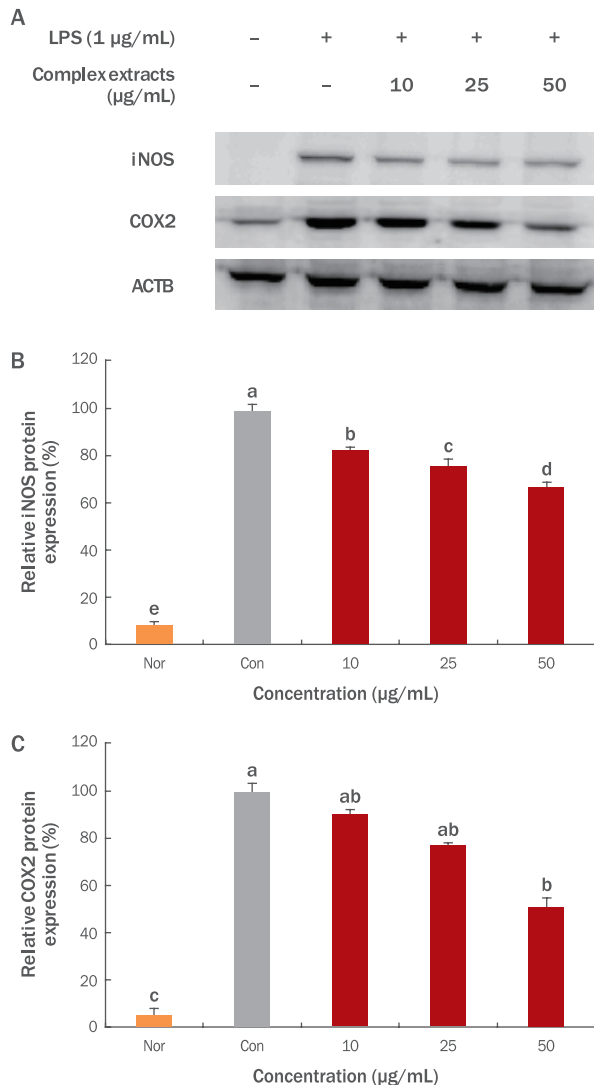 A
LPS (1 µg/mL) – + + + +
Complex extracts
(µg/mL) – – 10 25 50
iNOS
COX2
ACTB
B
Relative iNOS protein
expression (%)
120
100
80
60
40
20
0
e
a
b
c
d
Nor Con 10 25 50
Concentration (µg/mL)
C
Relative COX2 protein
expression (%)
120
100
80
60
40
20
0
c
a
ab
ab
b
Nor Con 10 25 50
Concentration (µg/mL)